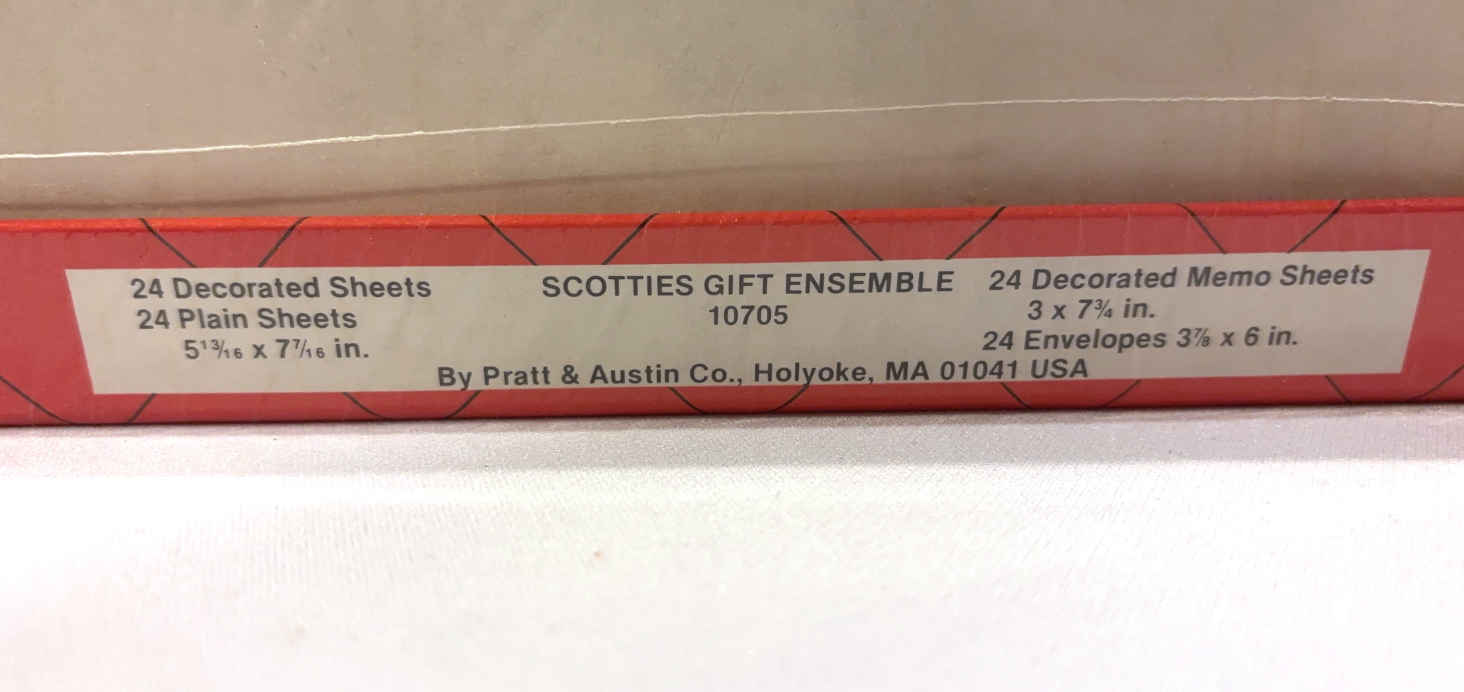 24 Decorated Sheets
24 Plain Sheets
5¹³⁄₁₆ x 7⁷⁄₁₆ in.
SCOTTIES GIFT ENSEMBLE
10705
24 Decorated Memo Sheets
3 x 7¾ in.
24 Envelopes 3⅞ x 6 in.
By Pratt & Austin Co., Holyoke, MA 01041 USA